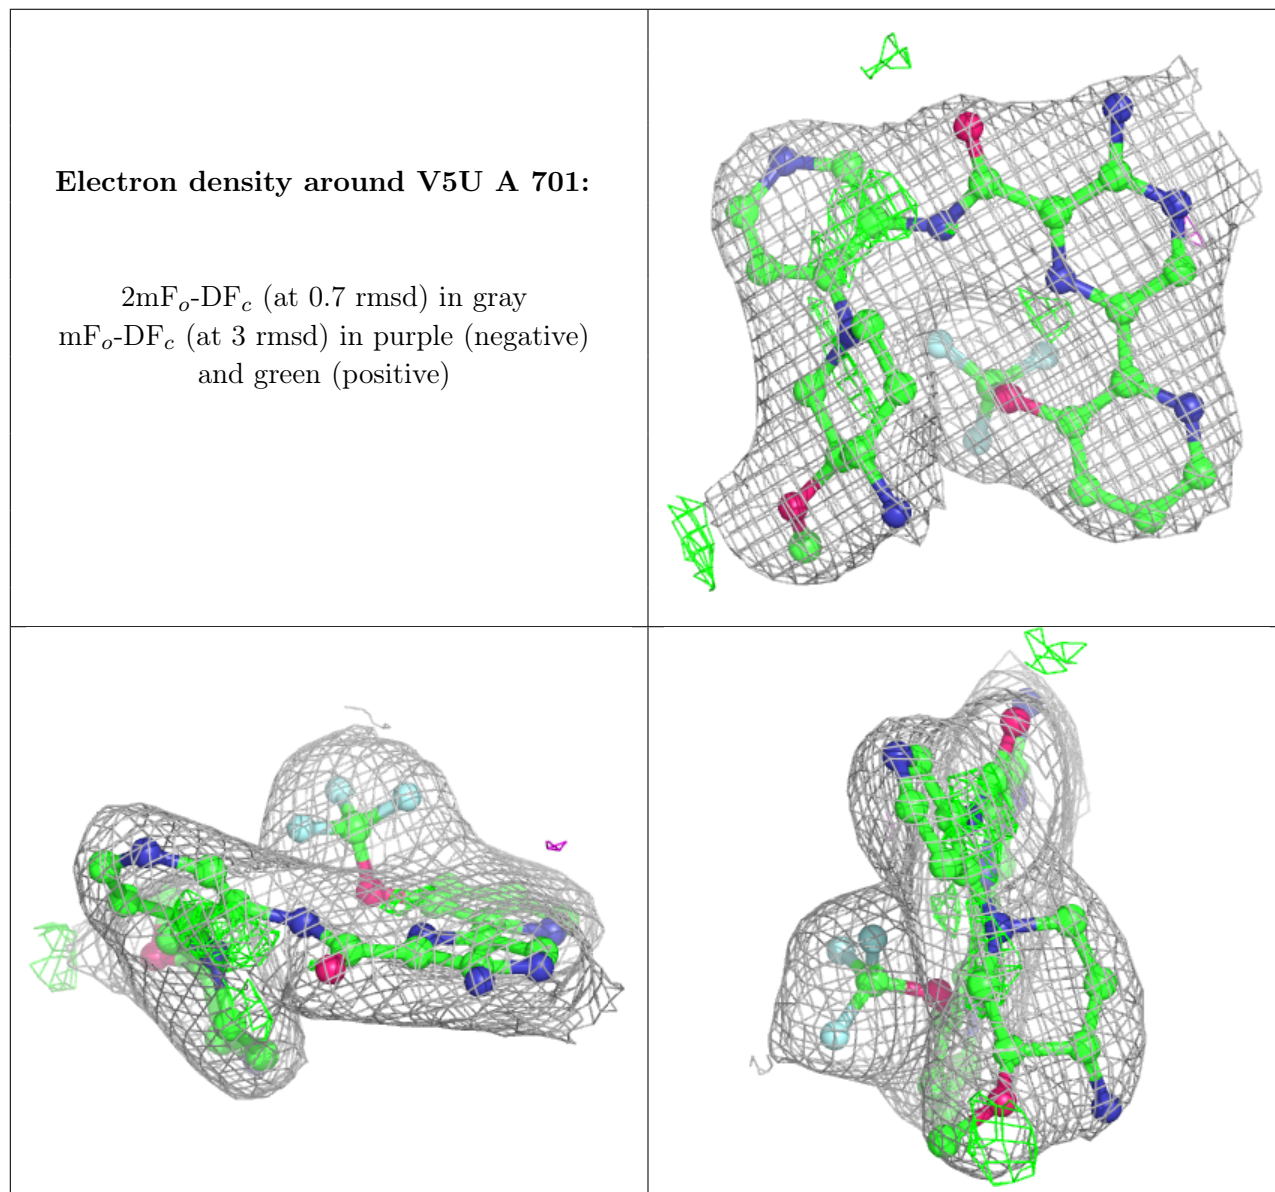 Electron density around V5U A 701:
2mFo-DFc (at 0.7 rmsd) in gray
mFo-DFc (at 3 rmsd) in purple (negative)
and green (positive)